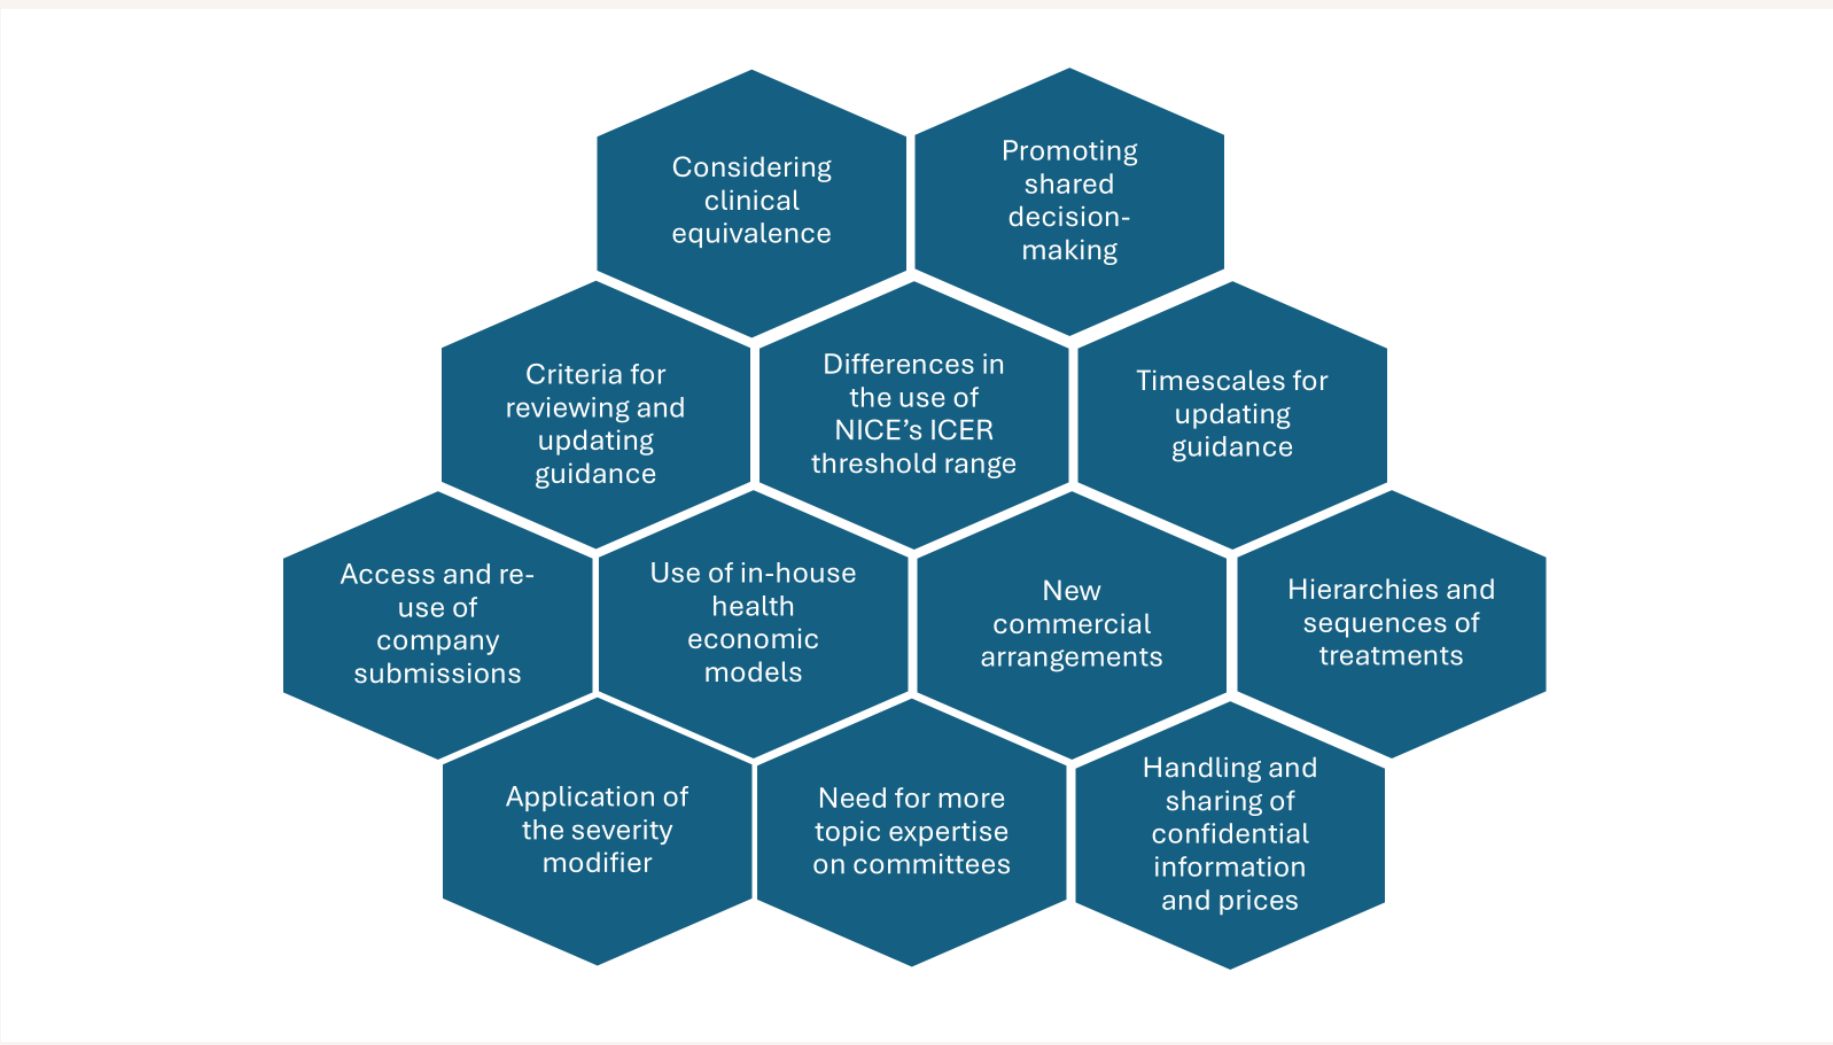 Considering
clinical
equivalence
Promoting
shared
decision-
making
Criteria for
reviewing and
updating
guidance
Differences in
the use of
NICE’s ICER
threshold range
Timescales for
updating
guidance
Access and re-
use of
company
submissions
Use of in-house
health
economic
models
New
commercial
arrangements
Hierarchies and
sequences of
treatments
Application of
the severity
modifier
Need for more
topic expertise
on committees
Handling and
sharing of
confidential
information
and prices